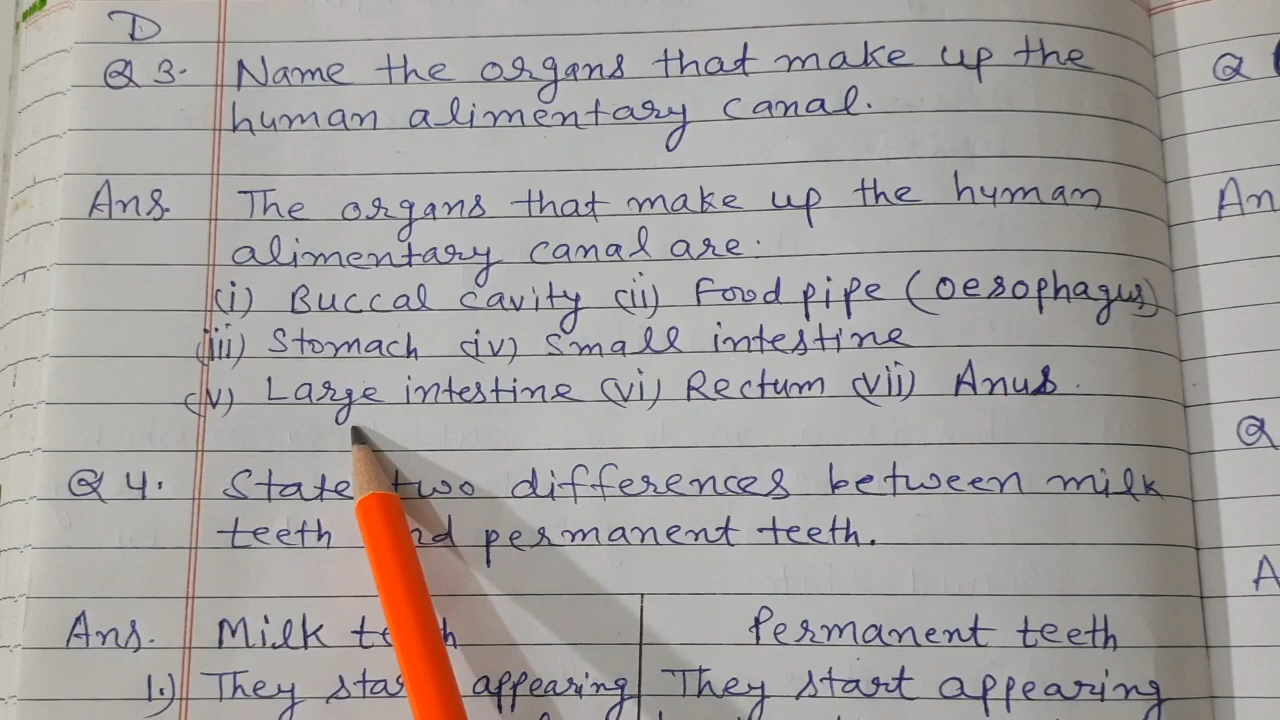 D
Q 3. Name the organs that make up the
human alimentary canal.
Ans. The organs that make up the human
alimentary canal are.
(i) Buccal cavity (ii) Food pipe (oesophagus)
(iii) Stomach (iv) Small intestine
(v) Large intestine (vi) Rectum (vii) Anus.
Q 4. State two differences between milk
teeth permanent teeth.
Ans. Milk Permanent teeth
1.) They appearing They start appearing
Q
An
Q
A